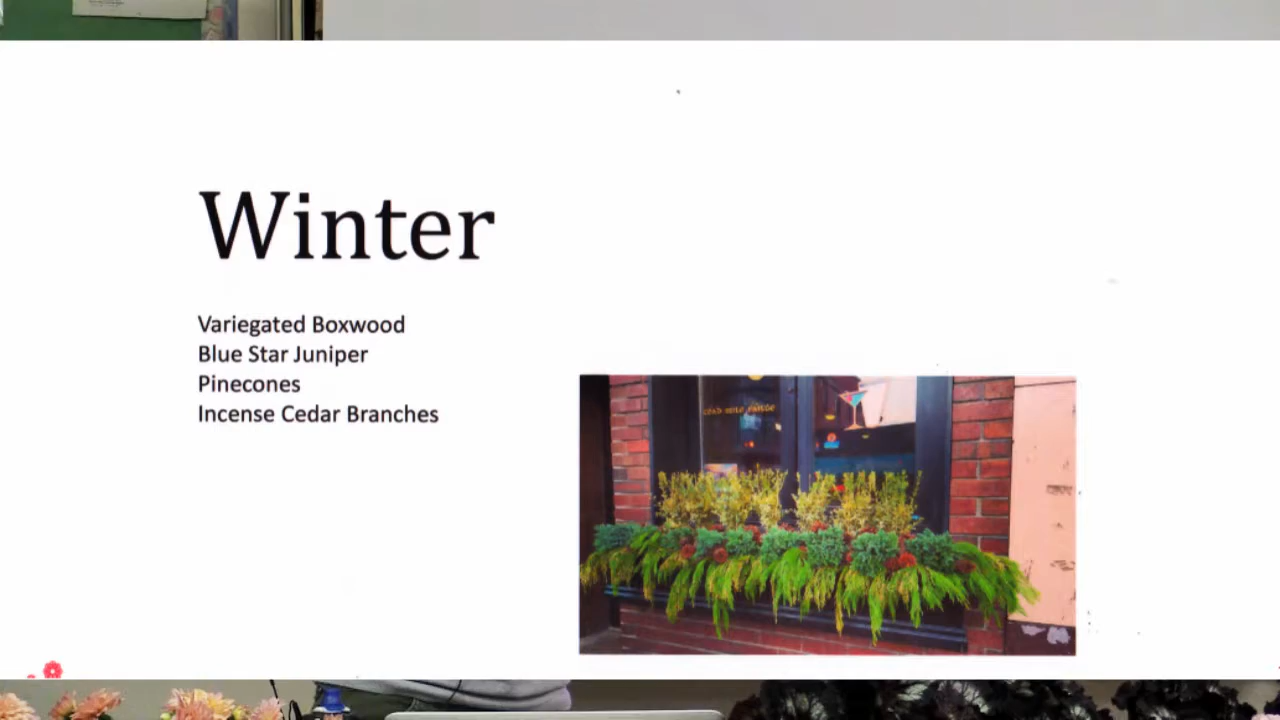 Winter
Variegated Boxwood
Blue Star Juniper
Pinecones
Incense Cedar Branches